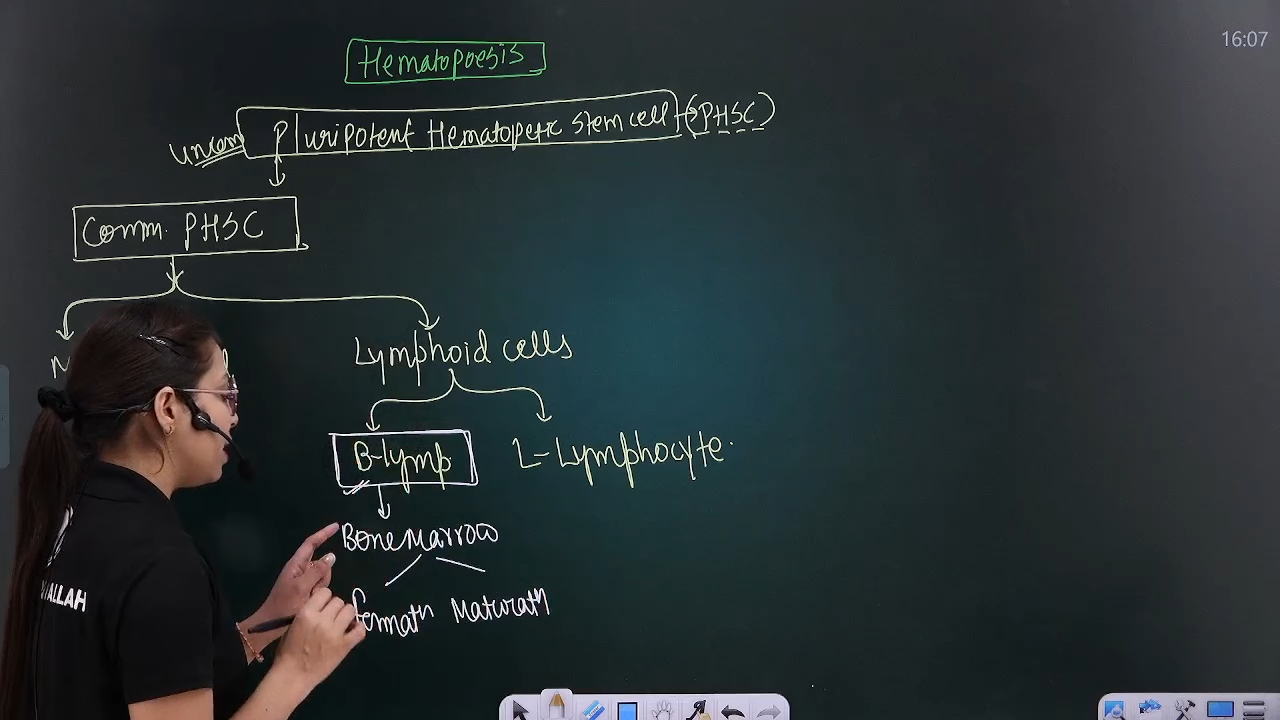 16:07
Hematopoesis
uncom Pluripotent Hematopetic stem cell → (PHSC)
Comm. PHSC
Lymphoid cells
B-lymp L-Lymphocyte.
Bone Marrow
formatn Maturatn
ALLAH